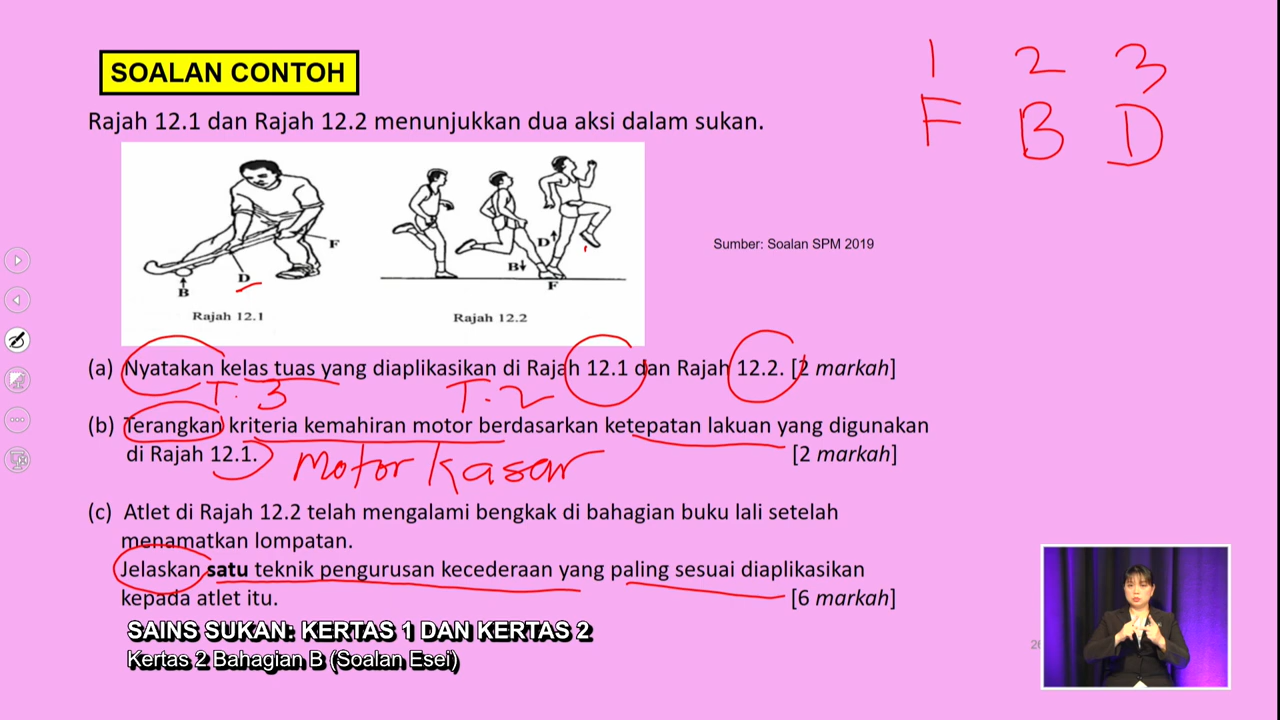 SOALAN CONTOH
1 2 3
F B D
Rajah 12.1 dan Rajah 12.2 menunjukkan dua aksi dalam sukan.
F
D
B
D
B
F
Rajah 12.1
Rajah 12.2
Sumber: Soalan SPM 2019
(a) Nyatakan kelas tuas yang diaplikasikan di Rajah 12.1 dan Rajah 12.2. [2 markah]
T. 3 T. 2
(b) Terangkan kriteria kemahiran motor berdasarkan ketepatan lakuan yang digunakan
di Rajah 12.1. [2 markah]
motor kasar
(c) Atlet di Rajah 12.2 telah mengalami bengkak di bahagian buku lali setelah
menamatkan lompatan.
Jelaskan satu teknik pengurusan kecederaan yang paling sesuai diaplikasikan
kepada atlet itu. [6 markah]
SAINS SUKAN: KERTAS 1 DAN KERTAS 2
Kertas 2 Bahagian B (Soalan Esei)